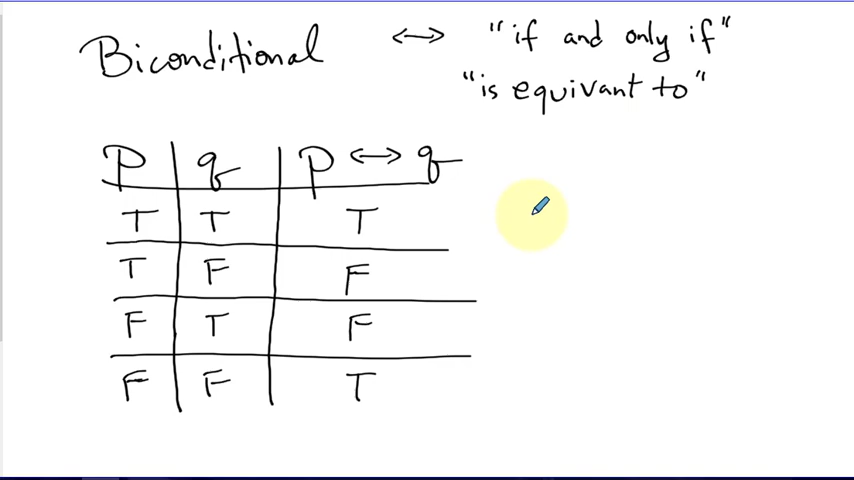 Biconditional ↔ "if and only if"
"is equivant to"
P q P ↔ q
T T T
T F F
F T F
F F T